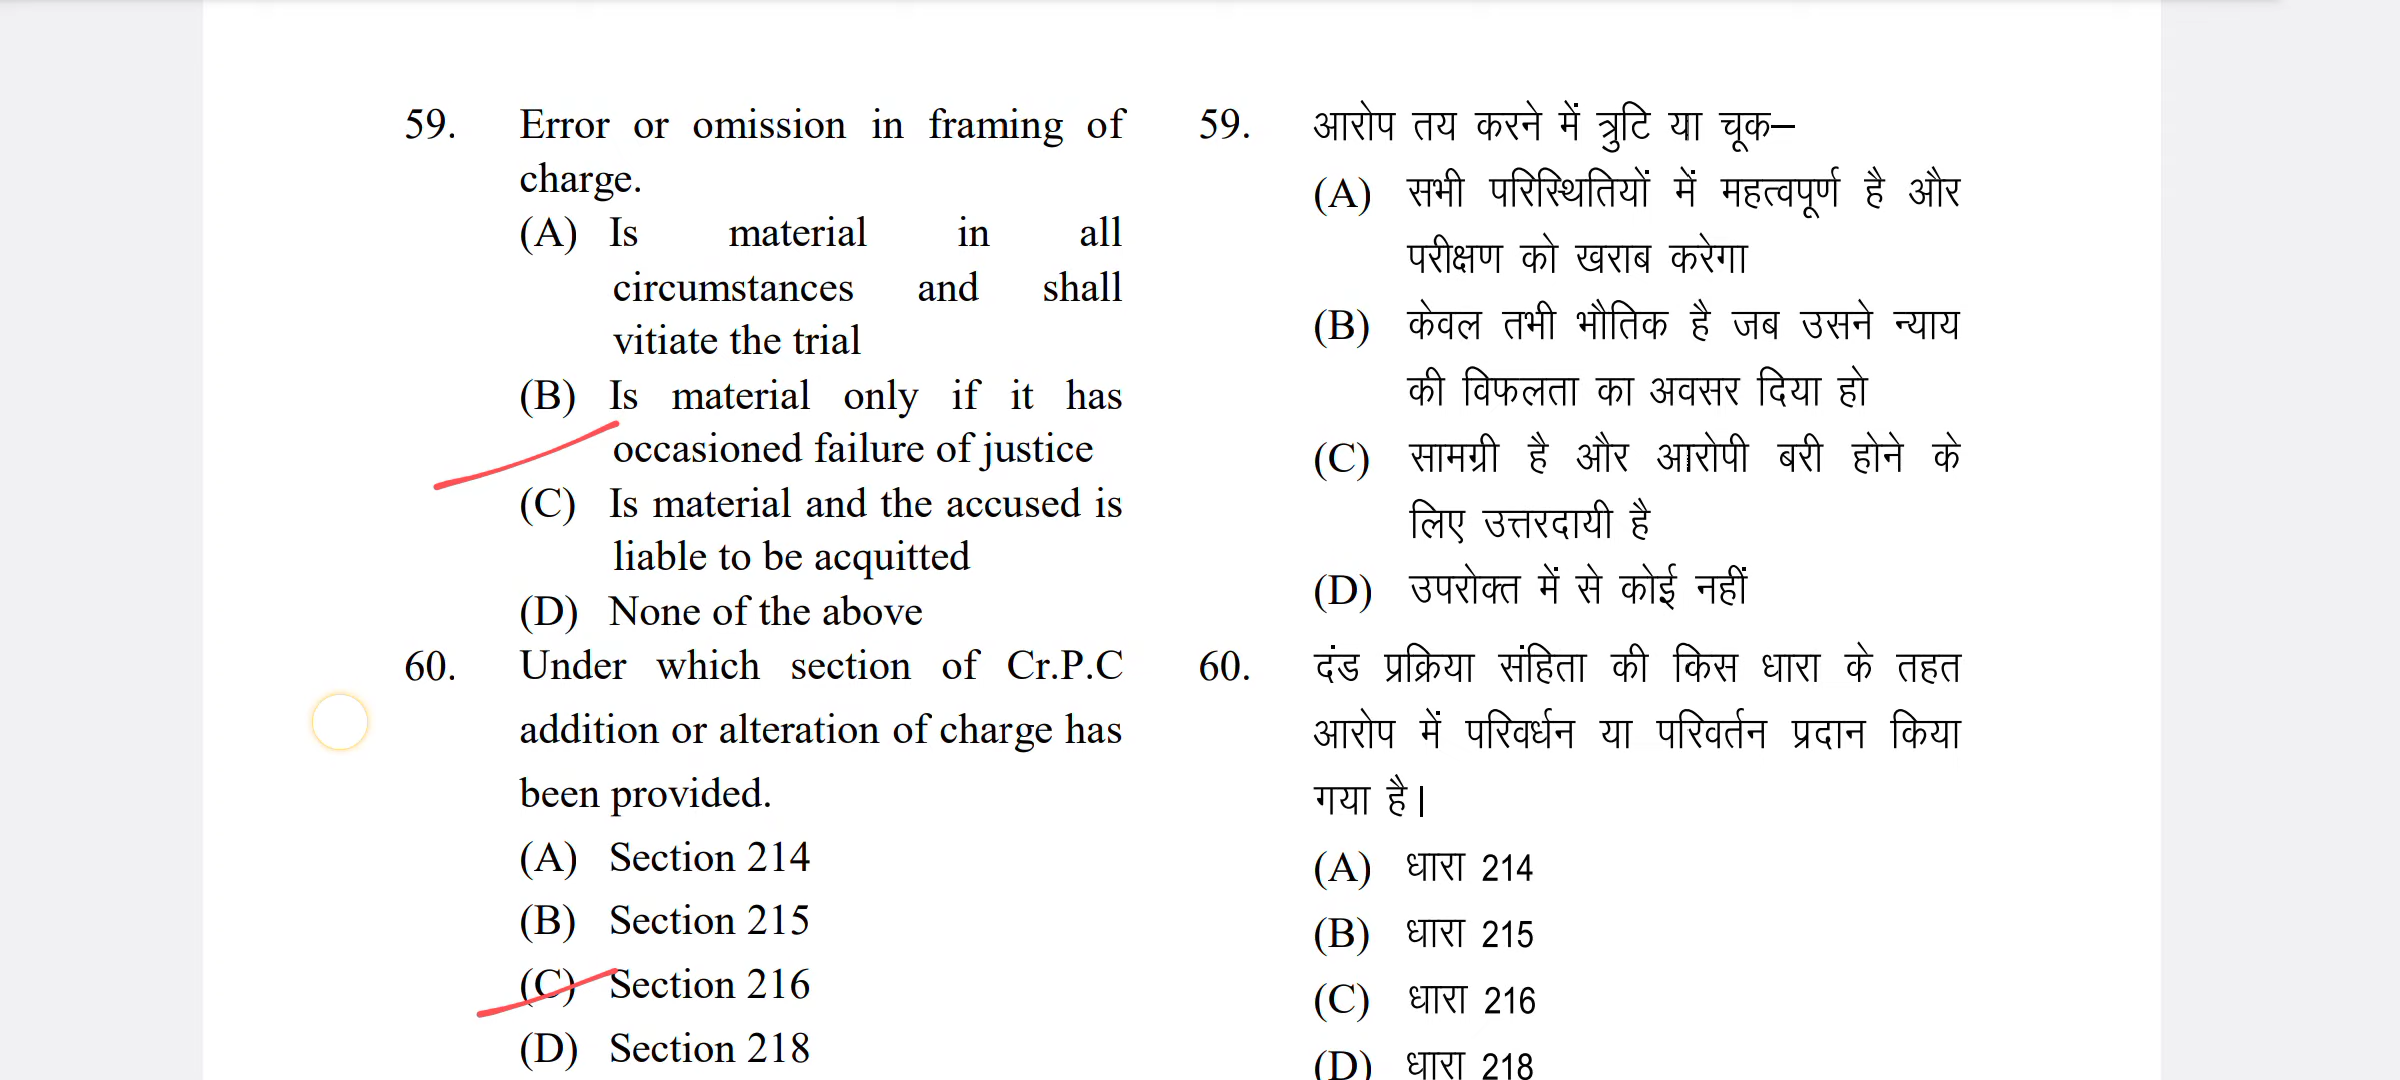 59. Error or omission in framing of
charge.
(A) Is material in all
circumstances and shall
vitiate the trial
(B) Is material only if it has
occasioned failure of justice
(C) Is material and the accused is
liable to be acquitted
(D) None of the above
60. Under which section of Cr.P.C
addition or alteration of charge has
been provided.
(A) Section 214
(B) Section 215
(C) Section 216
(D) Section 218
59. आरोप तय करने में त्रुटि या चूक–
(A) सभी परिस्थितियों में महत्वपूर्ण है और
परीक्षण को खराब करेगा
(B) केवल तभी भौतिक है जब उसने न्याय
की विफलता का अवसर दिया हो
(C) सामग्री है और आरोपी बरी होने के
लिए उत्तरदायी है
(D) उपरोक्त में से कोई नहीं
60. दंड प्रक्रिया संहिता की किस धारा के तहत
आरोप में परिवर्धन या परिवर्तन प्रदान किया
गया है।
(A) धारा 214
(B) धारा 215
(C) धारा 216
(D) धारा 218